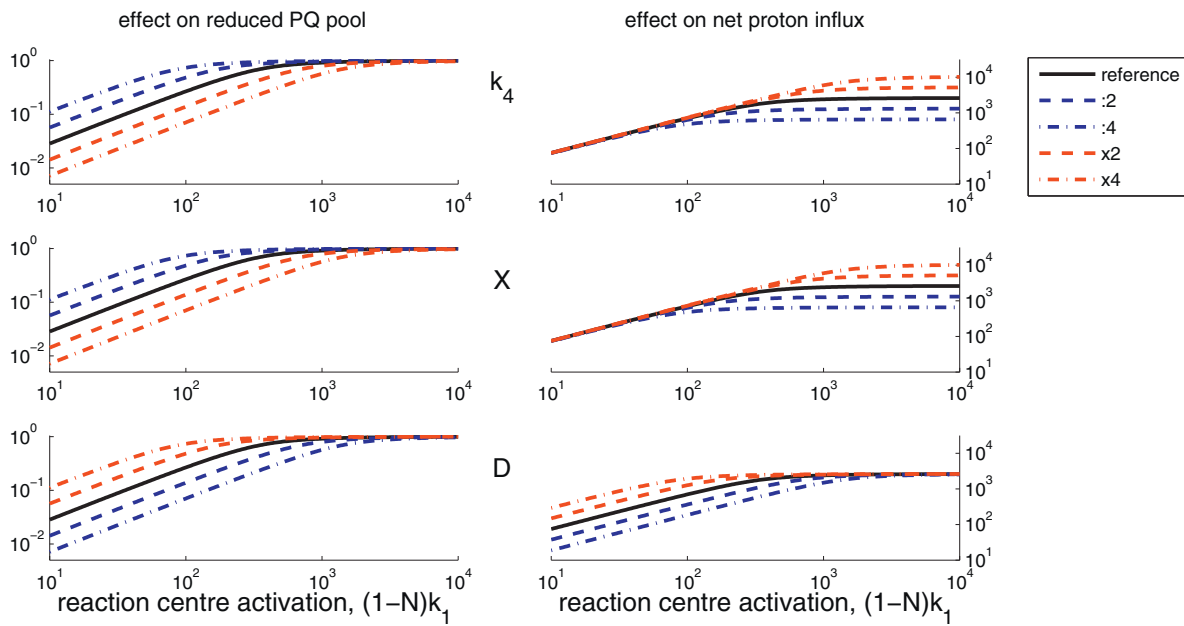 effect on reduced PQ pool
effect on net proton influx
10^0
10^-1
10^-2
10^1 10^2 10^3 10^4
k_4
10^4
10^3
10^2
10^1
10^1 10^2 10^3 10^4
reference
:2
:4
x2
x4
10^0
10^-1
10^-2
10^1 10^2 10^3 10^4
X
10^4
10^3
10^2
10^1
10^1 10^2 10^3 10^4
10^0
10^-1
10^-2
10^1 10^2 10^3 10^4
reaction centre activation, (1−N)k_1
D
10^4
10^3
10^2
10^1
10^1 10^2 10^3 10^4
reaction centre activation, (1−N)k_1